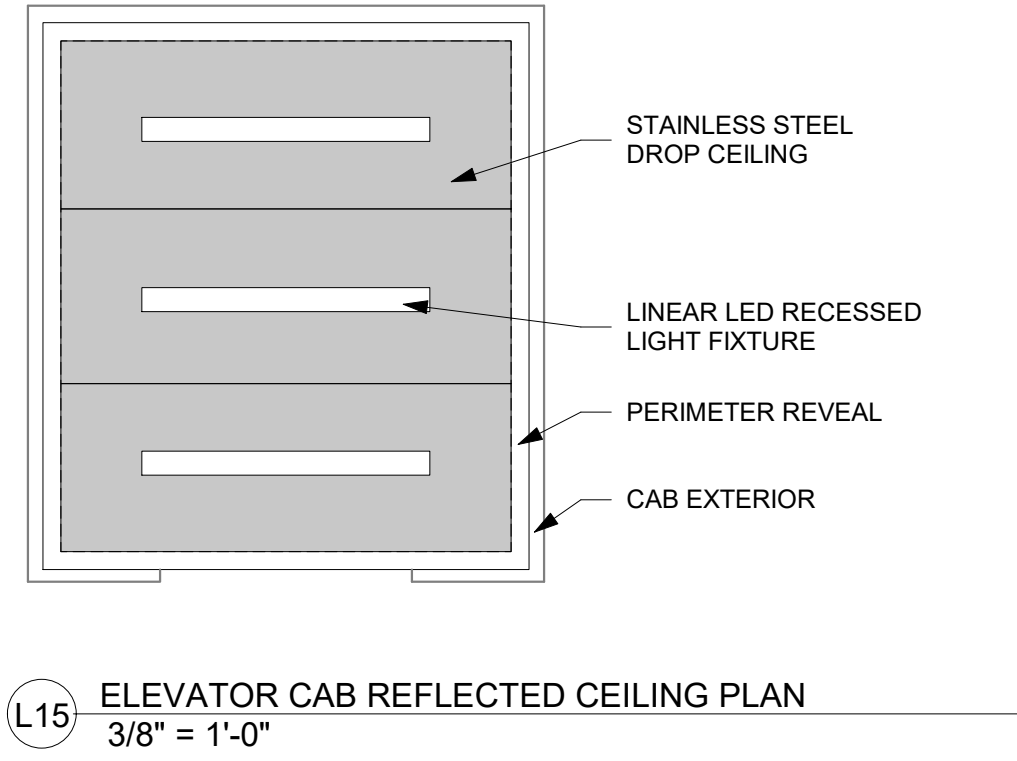 STAINLESS STEEL
DROP CEILING
LINEAR LED RECESSED
LIGHT FIXTURE
PERIMETER REVEAL
CAB EXTERIOR
L15
ELEVATOR CAB REFLECTED CEILING PLAN
3/8" = 1'-0"